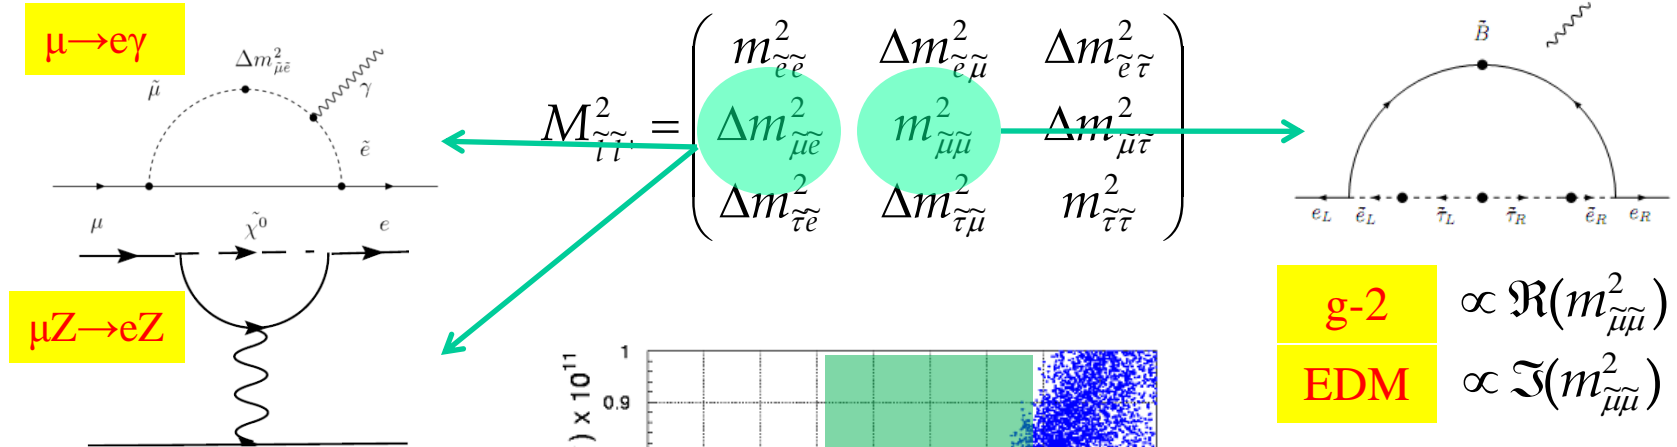 μ→eγ
Δm²_μ̃ẽ
μ̃
γ
ẽ
μ
χ̃⁰
e
μZ→eZ
M²_l̃ l̃' = ( m²_ẽẽ Δm²_ẽμ̃ Δm²_ẽτ̃
Δm²_μ̃ẽ m²_μ̃μ̃ Δm²_μ̃τ̃
Δm²_τ̃ẽ Δm²_τ̃μ̃ m²_τ̃τ̃ )
B̃
e_L ẽ_L τ̃_L τ̃_R ẽ_R e_R
g-2 ∝ ℜ(m²_μ̃μ̃)
EDM ∝ ℑ(m²_μ̃μ̃)
) x 10¹¹
1
0.9